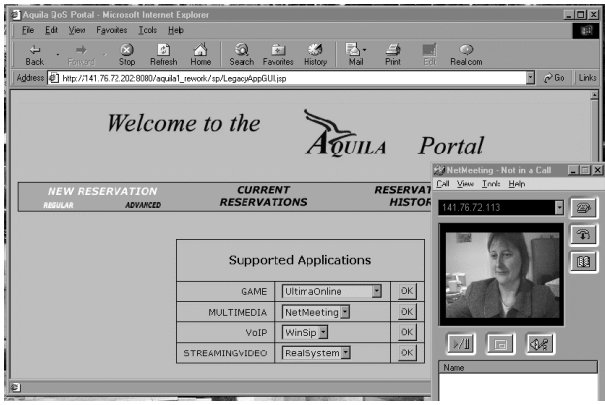 Aquila QoS Portal - Microsoft Internet Explorer
File Edit View Favorites Tools Help
Back Forward Stop Refresh Home Search Favorites History Mail Print Edit Real.com
Address http://141.76.72.202:8080/aquila1_rework/sp/LegacyAppGUI.jsp Go Links
Welcome to the AQUILA Portal
NEW RESERVATION CURRENT RESERVAT
REGULAR ADVANCED RESERVATIONS HISTOR
Supported Applications
GAME UltimaOnline OK
MULTIMEDIA NetMeeting OK
VoIP WinSip OK
STREAMINGVIDEO RealSystem OK
NetMeeting - Not in a Call
Call View Tools Help
141.76.72.113
Name